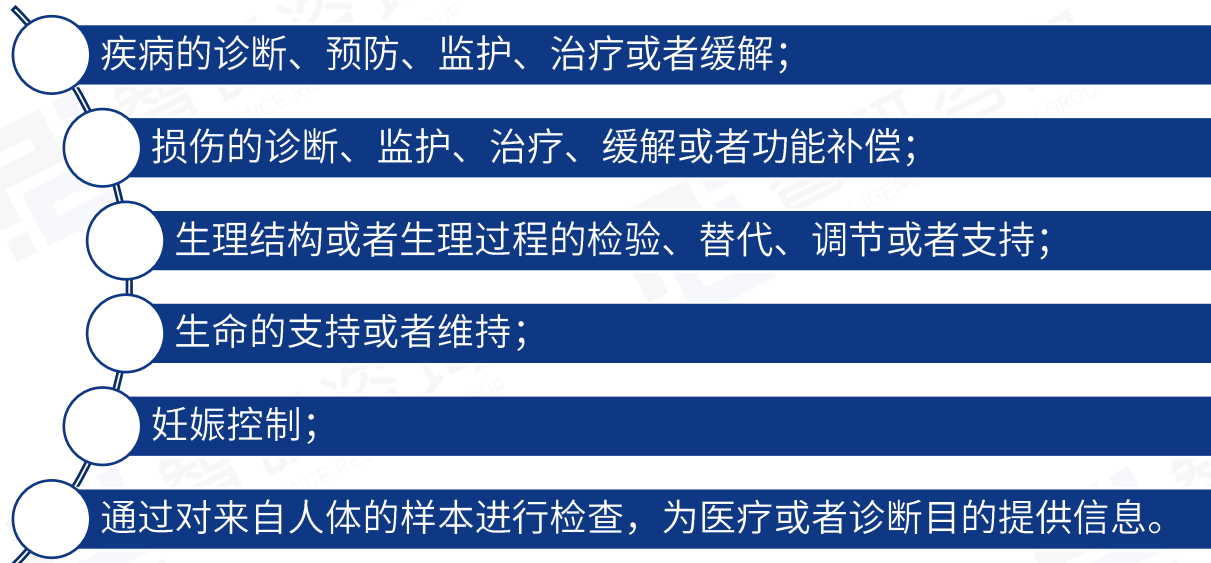 疾病的诊断、预防、监护、治疗或者缓解；
损伤的诊断、监护、治疗、缓解或者功能补偿；
生理结构或者生理过程的检验、替代、调节或者支持；
生命的支持或者维持；
妊娠控制；
通过对来自人体的样本进行检查，为医疗或者诊断目的提供信息。